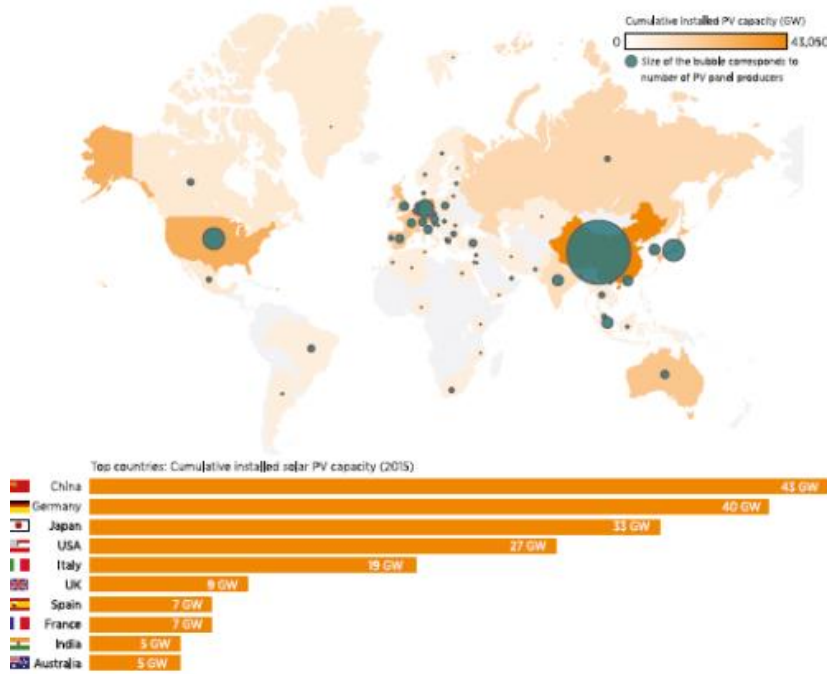 Cumulative installed PV capacity (GW)
0 43,050
Size of the bubble corresponds to
number of PV panel producers
Top countries: Cumulative installed solar PV capacity (2015)
China 43 GW
Germany 40 GW
Japan 33 GW
USA 27 GW
Italy 19 GW
UK 9 GW
Spain 7 GW
France 7 GW
India 5 GW
Australia 5 GW